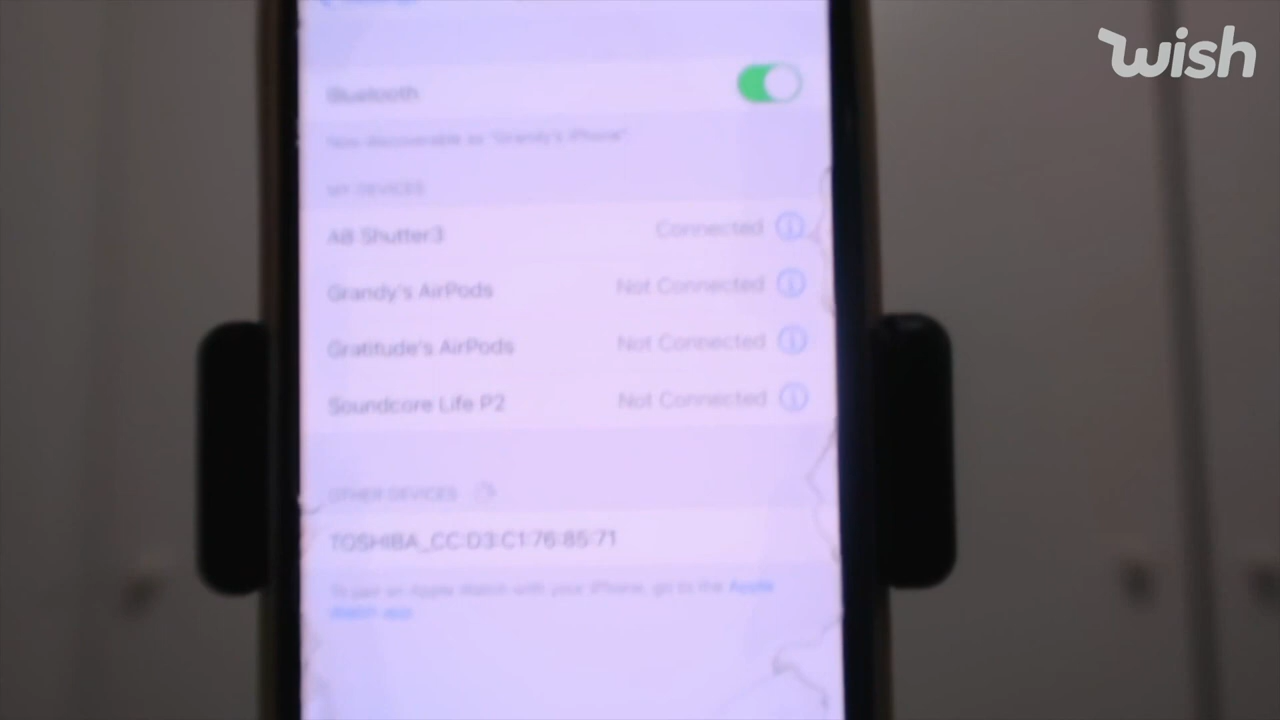 wish
Bluetooth
Now discoverable as "Grandy's iPhone"
MY DEVICES
AB Shutter3 Connected
Grandy's AirPods Not Connected
Gratitude's AirPods Not Connected
Soundcore Life P2 Not Connected
OTHER DEVICES
TOSHIBA_CC:D3:C1:76:85:71
To pair an Apple Watch with your iPhone, go to the Apple
Watch app.